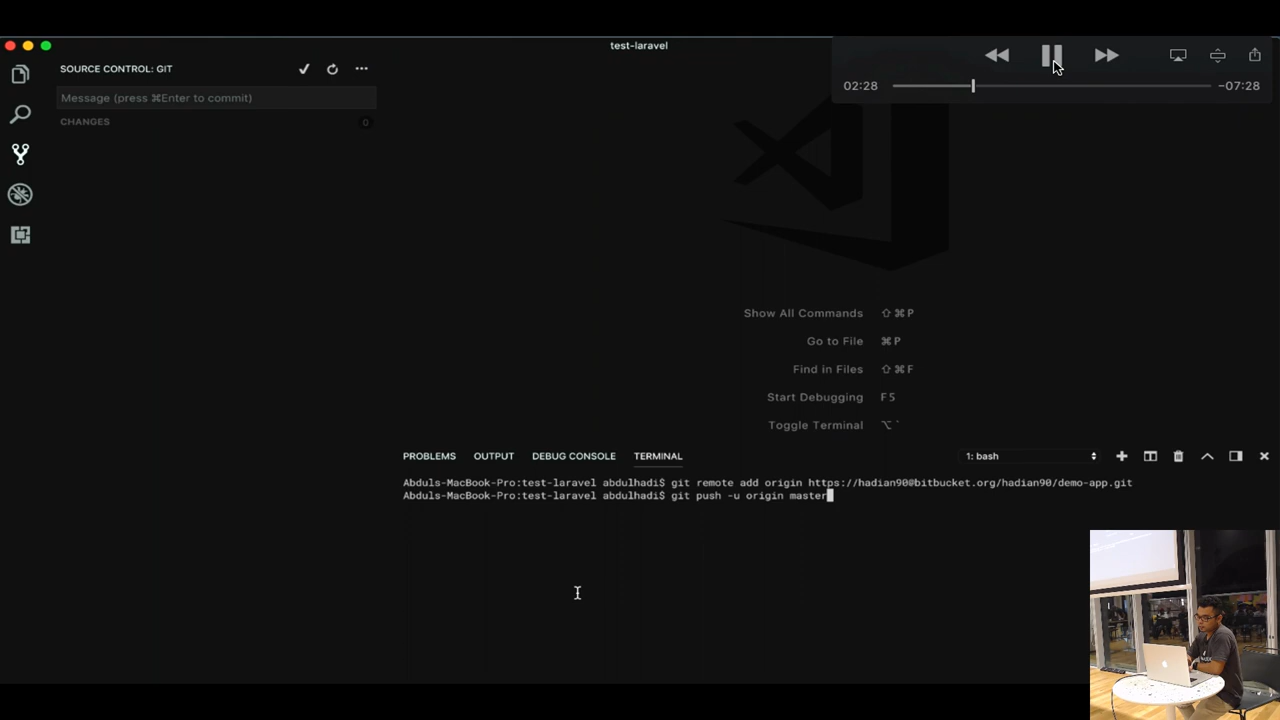 test-laravel
SOURCE CONTROL: GIT
02:28
-07:28
Message (press ⌘Enter to commit)
CHANGES
0
Show All Commands ⇧⌘P
Go to File ⌘P
Find in Files ⇧⌘F
Start Debugging F5
Toggle Terminal ⌥`
PROBLEMS OUTPUT DEBUG CONSOLE TERMINAL
1: bash
Abduls-MacBook-Pro:test-laravel abdulhadi$ git remote add origin https://hadian90@bitbucket.org/hadian90/demo-app.git
Abduls-MacBook-Pro:test-laravel abdulhadi$ git push -u origin master